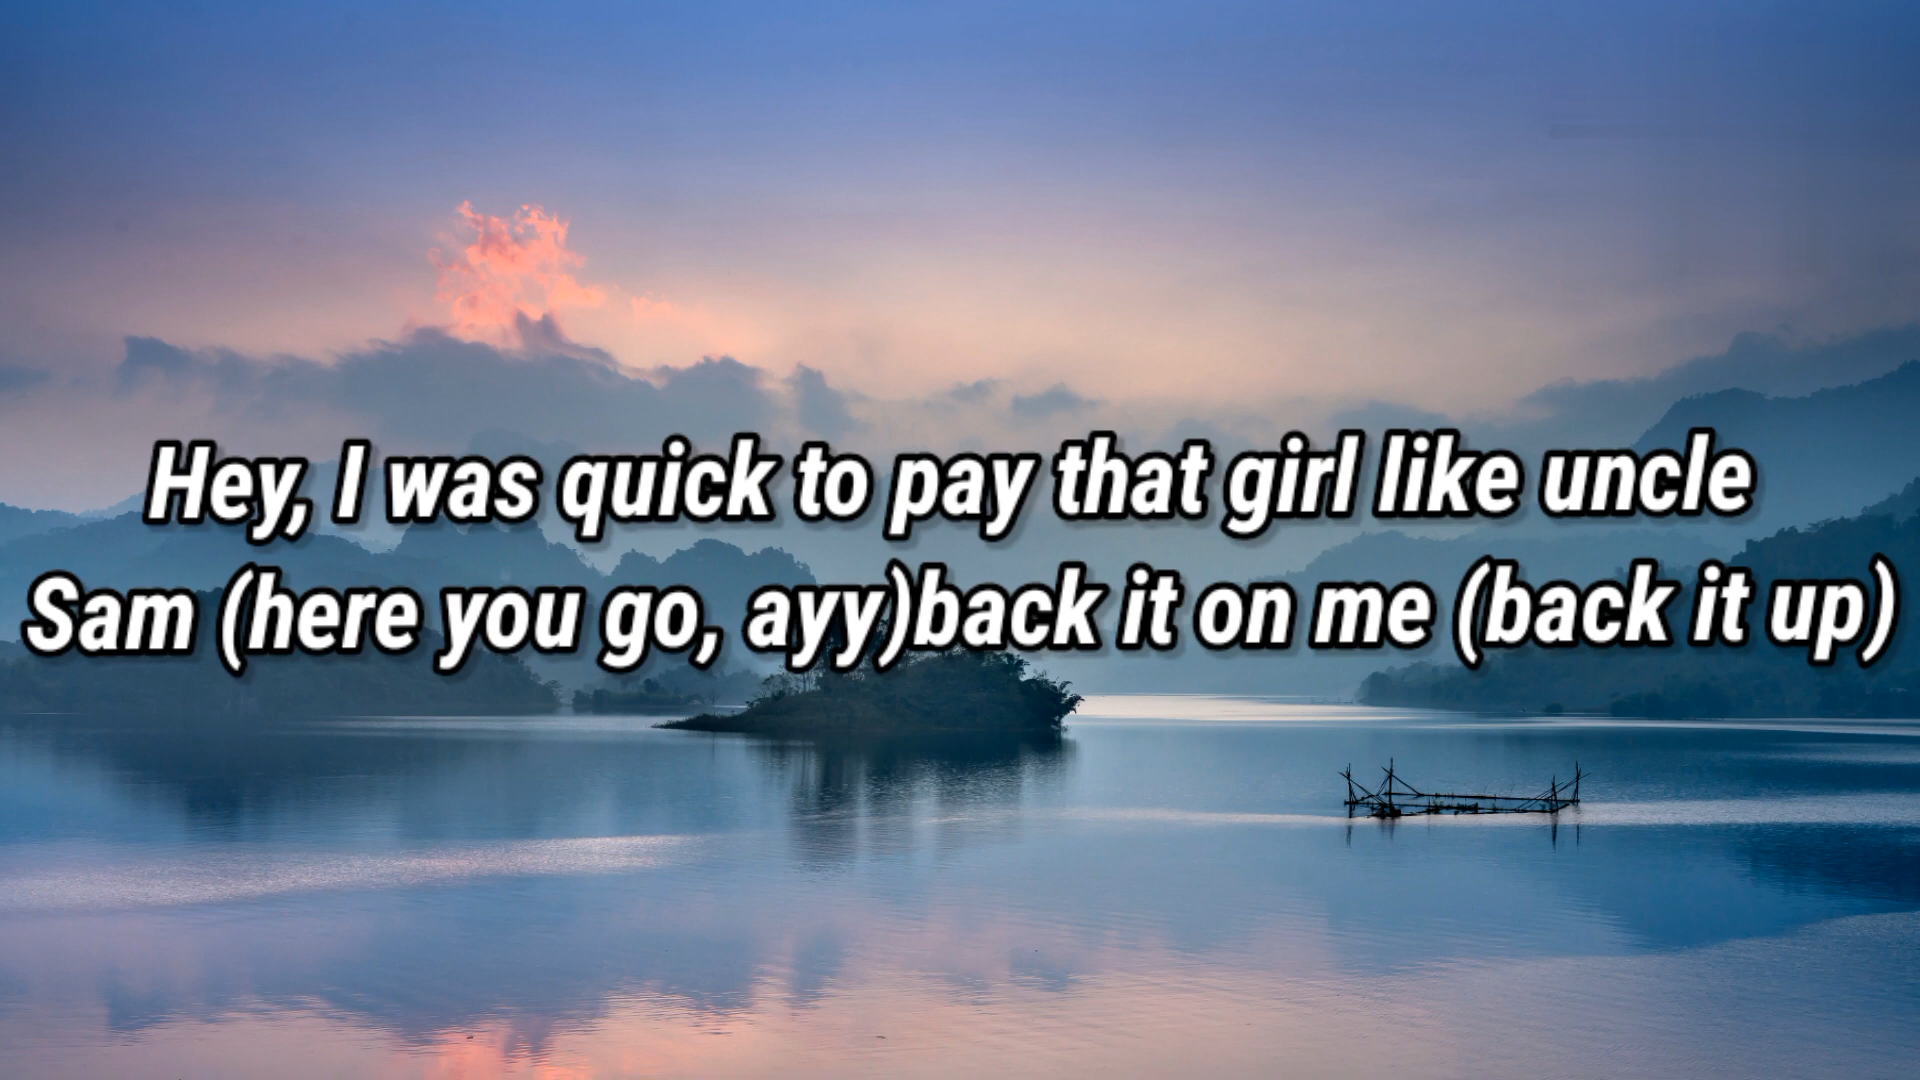 Hey, I was quick to pay that girl like uncle
Sam (here you go, ayy)back it on me (back it up)